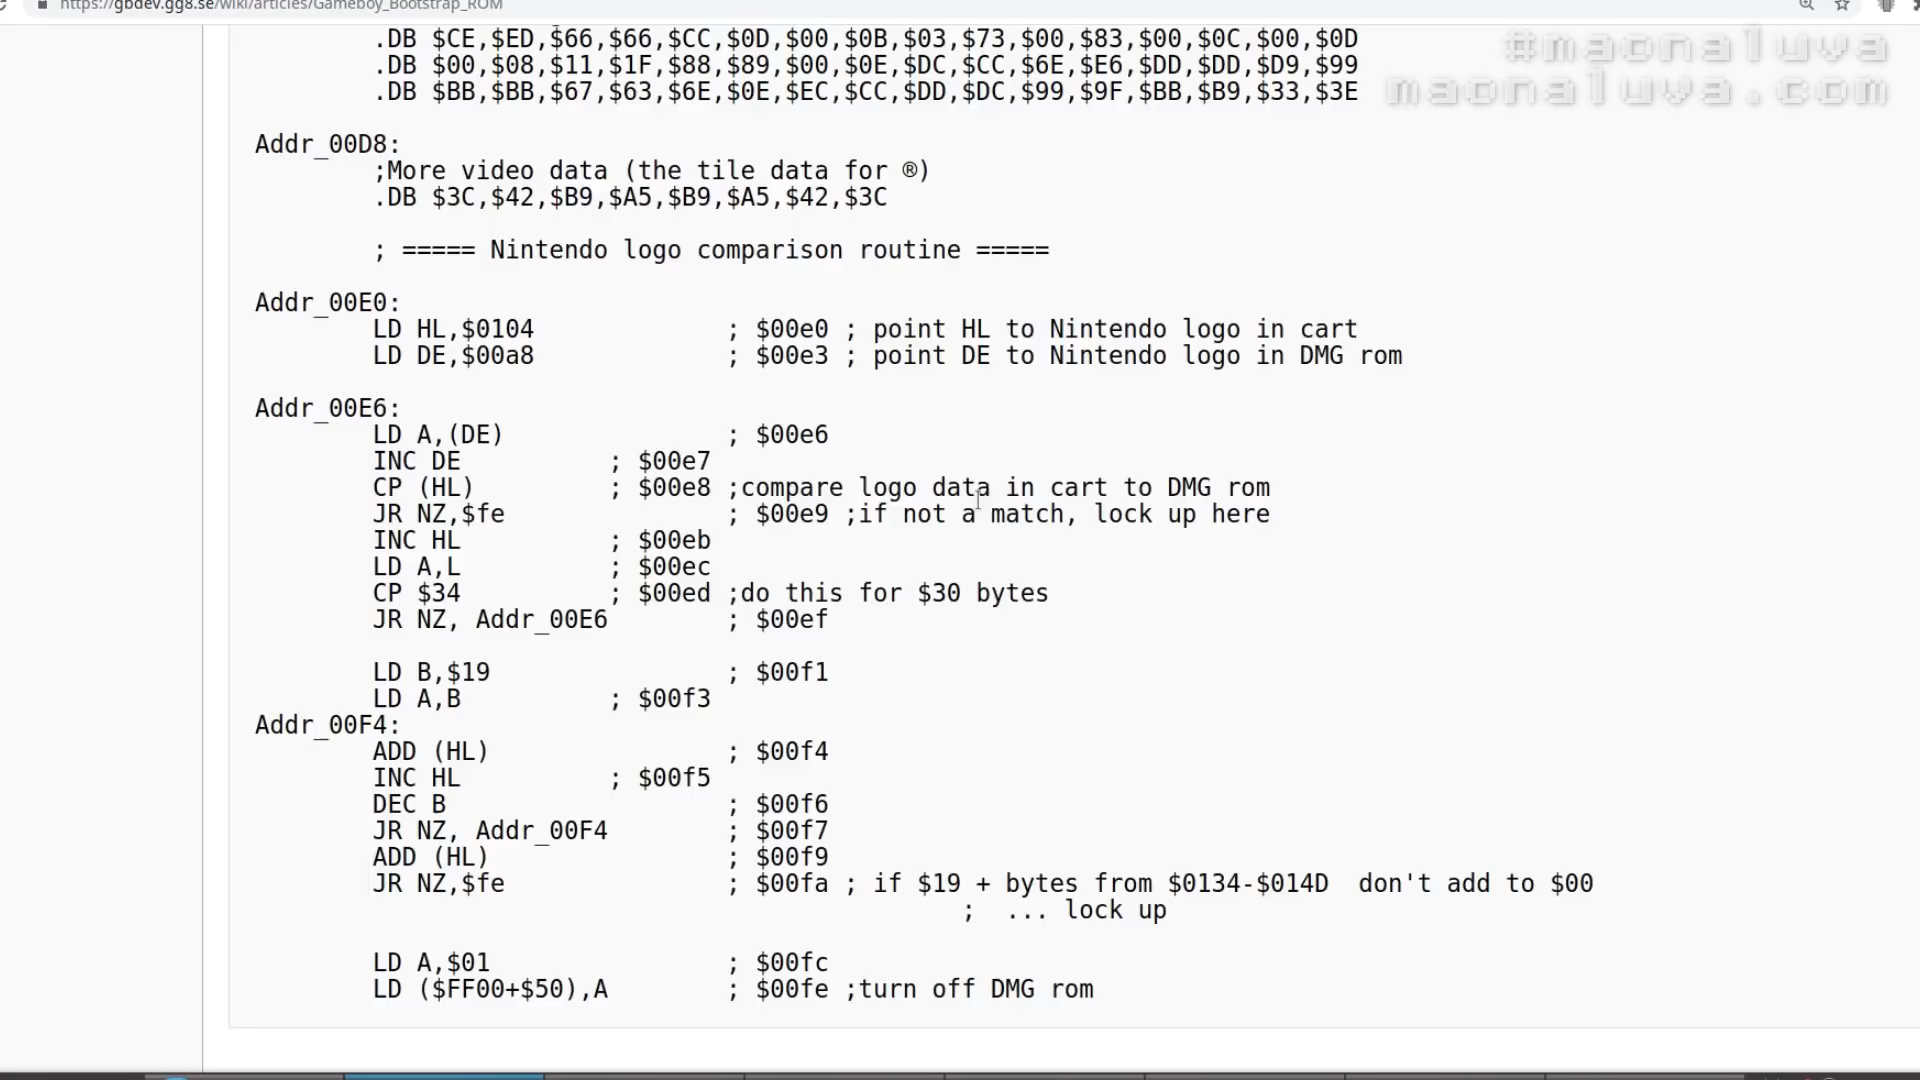 https://gbdev.gg8.se/wiki/articles/Gameboy_Bootstrap_ROM
#maonaluva
maonaluva.com
.DB $CE,$ED,$66,$66,$CC,$0D,$00,$0B,$03,$73,$00,$83,$00,$0C,$00,$0D
.DB $00,$08,$11,$1F,$88,$89,$00,$0E,$DC,$CC,$6E,$E6,$DD,$DD,$D9,$99
.DB $BB,$BB,$67,$63,$6E,$0E,$EC,$CC,$DD,$DC,$99,$9F,$BB,$B9,$33,$3E
Addr_00D8:
;More video data (the tile data for ®)
.DB $3C,$42,$B9,$A5,$B9,$A5,$42,$3C
; ===== Nintendo logo comparison routine =====
Addr_00E0:
LD HL,$0104 ; $00e0 ; point HL to Nintendo logo in cart
LD DE,$00a8 ; $00e3 ; point DE to Nintendo logo in DMG rom
Addr_00E6:
LD A,(DE) ; $00e6
INC DE ; $00e7
CP (HL) ; $00e8 ;compare logo data in cart to DMG rom
JR NZ,$fe ; $00e9 ;if not a match, lock up here
INC HL ; $00eb
LD A,L ; $00ec
CP $34 ; $00ed ;do this for $30 bytes
JR NZ, Addr_00E6 ; $00ef
LD B,$19 ; $00f1
LD A,B ; $00f3
Addr_00F4:
ADD (HL) ; $00f4
INC HL ; $00f5
DEC B ; $00f6
JR NZ, Addr_00F4 ; $00f7
ADD (HL) ; $00f9
JR NZ,$fe ; $00fa ; if $19 + bytes from $0134-$014D don't add to $00
; ... lock up
LD A,$01 ; $00fc
LD ($FF00+$50),A ; $00fe ;turn off DMG rom